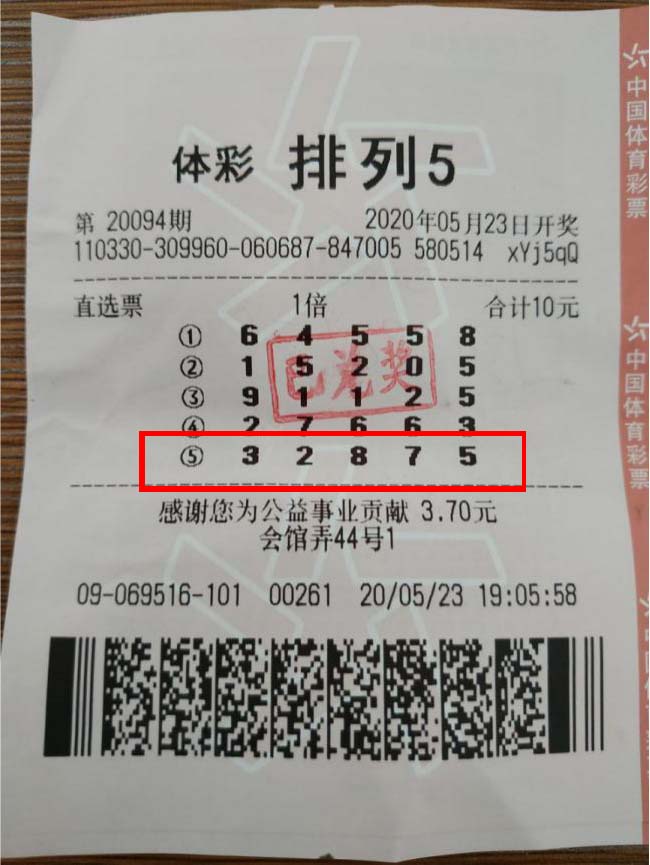 体彩 排列5
第 20094期 2020年05月23日开奖
110330-309960-060687-847005 580514 xYj5qQ
直选票 1倍 合计10元
① 6 4 5 5 8
② 1 5 2 0 5
③ 9 1 1 2 5
④ 2 7 6 6 3
⑤ 3 2 8 7 5
已兑奖
感谢您为公益事业贡献 3.70元
会馆弄44号1
09-069516-101 00261 20/05/23 19:05:58
中国体育彩票
中国体育彩票
中国体